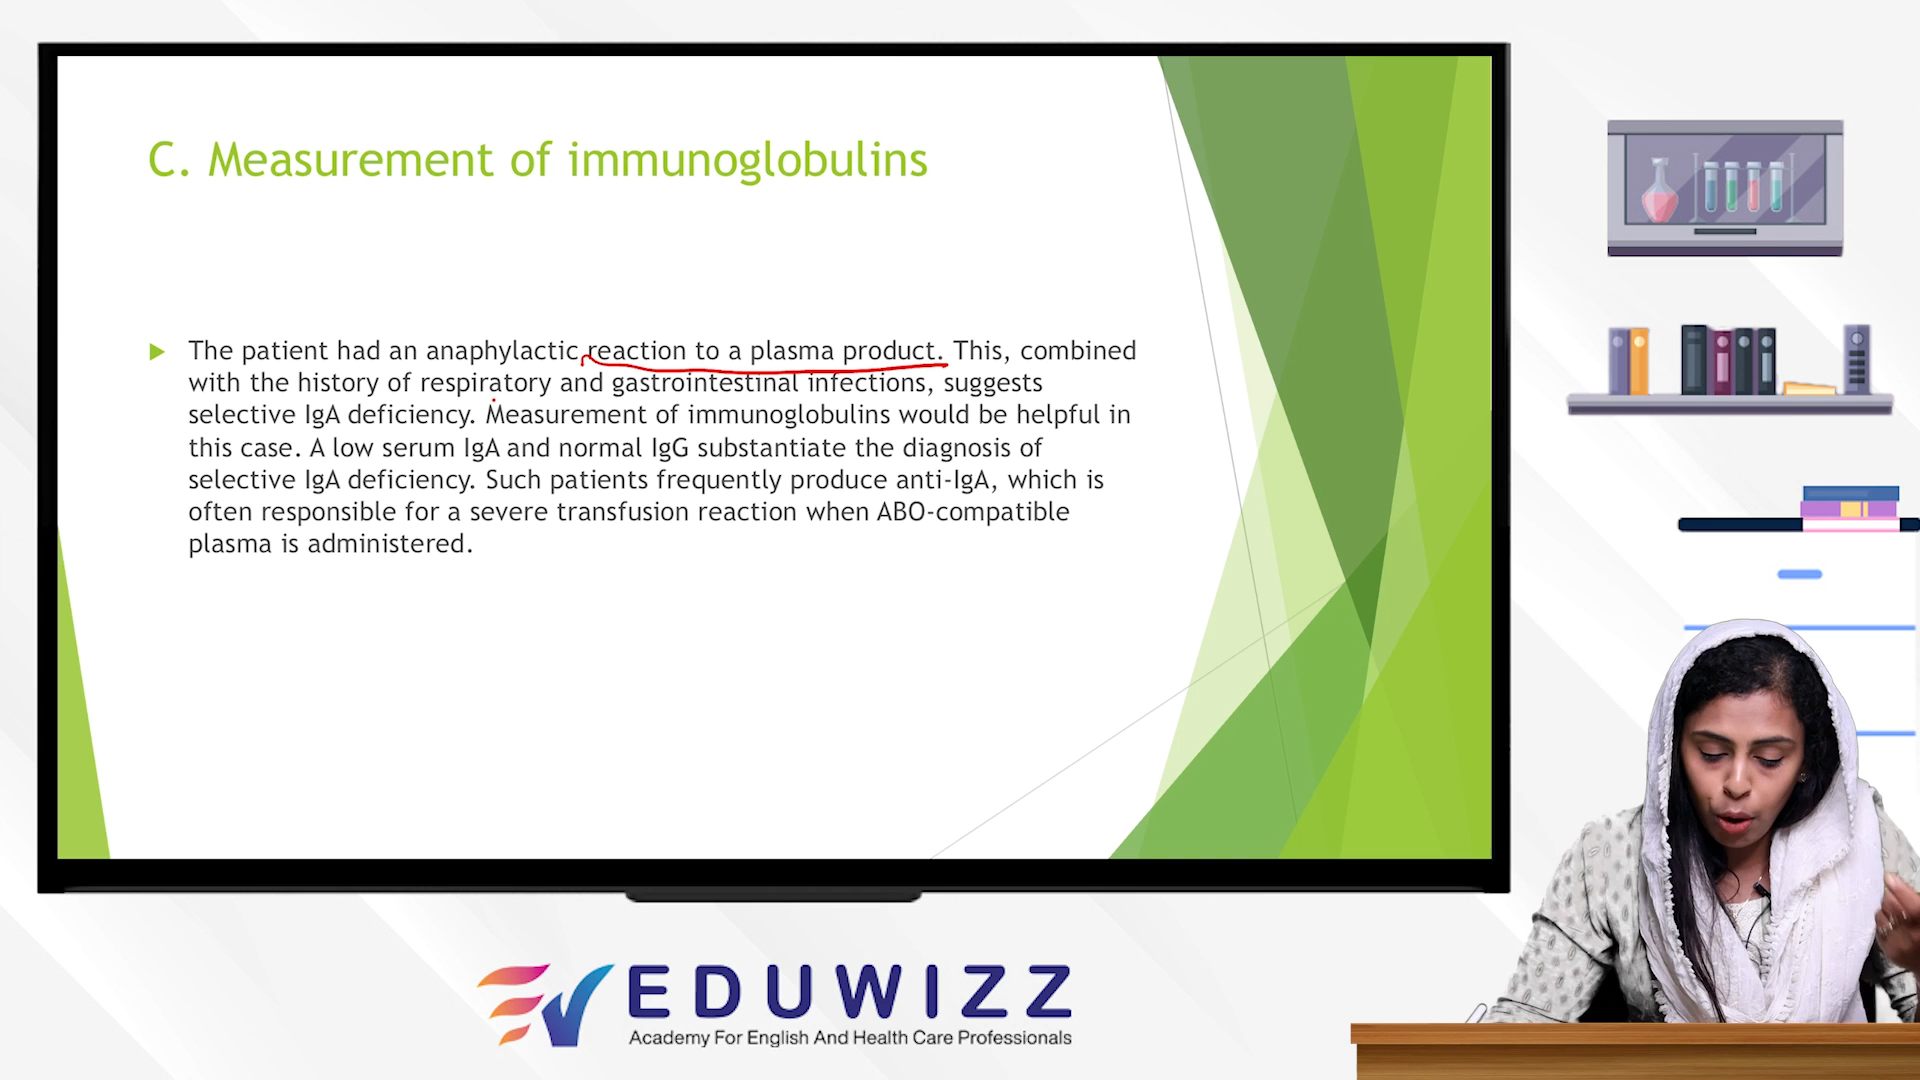 C. Measurement of immunoglobulins
The patient had an anaphylactic reaction to a plasma product. This, combined
with the history of respiratory and gastrointestinal infections, suggests
selective IgA deficiency. Measurement of immunoglobulins would be helpful in
this case. A low serum IgA and normal IgG substantiate the diagnosis of
selective IgA deficiency. Such patients frequently produce anti-IgA, which is
often responsible for a severe transfusion reaction when ABO-compatible
plasma is administered.
EDUWIZZ
Academy For English And Health Care Professionals